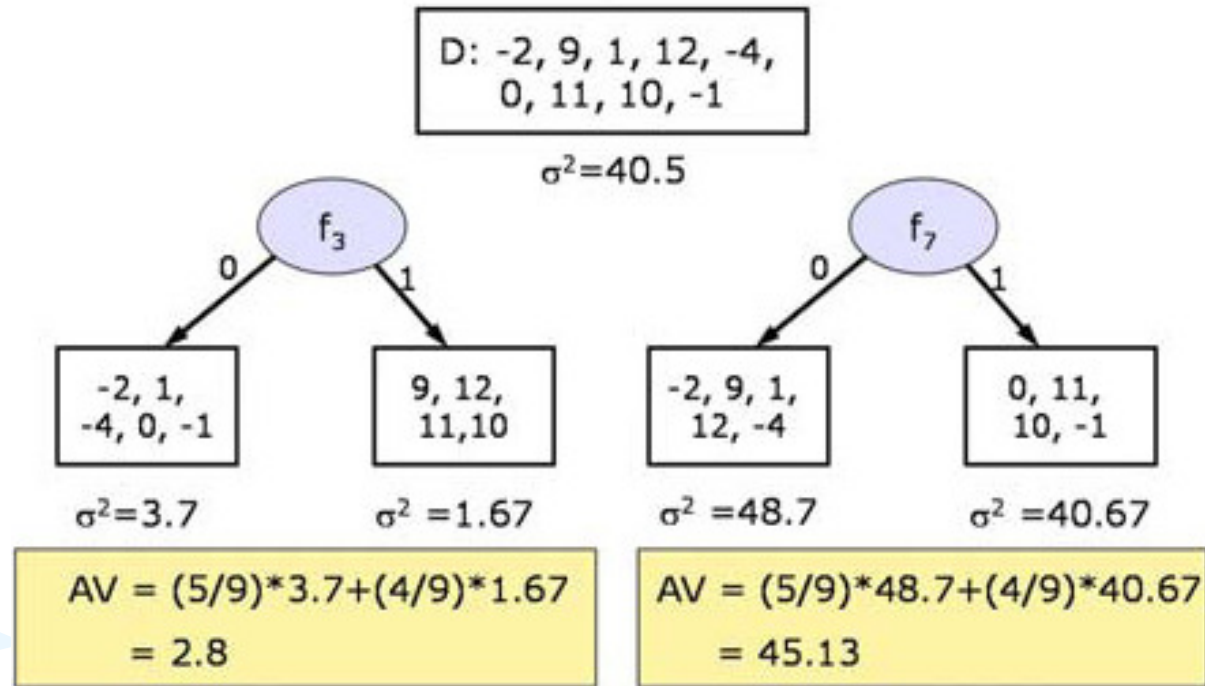 D: -2, 9, 1, 12, -4,
0, 11, 10, -1
σ²=40.5
f₃
0
1
f₇
0
1
-2, 1,
-4, 0, -1
9, 12,
11,10
-2, 9, 1,
12, -4
0, 11,
10, -1
σ²=3.7
σ² =1.67
σ² =48.7
σ² =40.67
AV = (5/9)*3.7+(4/9)*1.67
= 2.8
AV = (5/9)*48.7+(4/9)*40.67
= 45.13